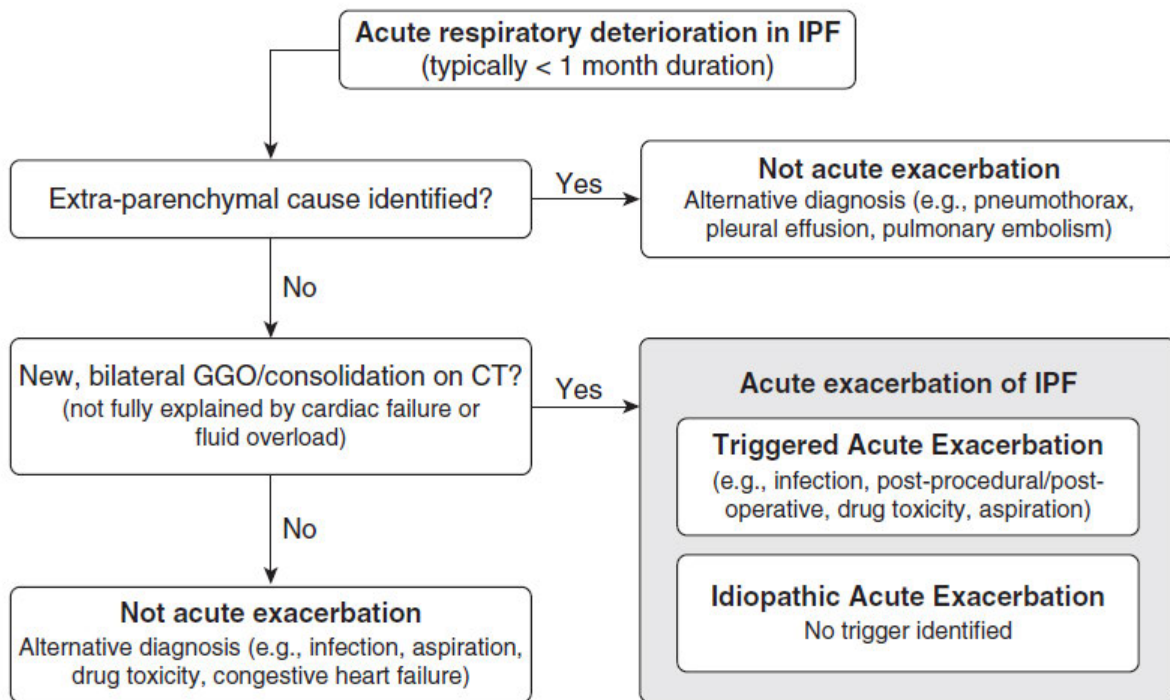 Acute respiratory deterioration in IPF
(typically < 1 month duration)
Extra-parenchymal cause identified?
Yes
Not acute exacerbation
Alternative diagnosis (e.g., pneumothorax,
pleural effusion, pulmonary embolism)
No
New, bilateral GGO/consolidation on CT?
(not fully explained by cardiac failure or
fluid overload)
Yes
Acute exacerbation of IPF
Triggered Acute Exacerbation
(e.g., infection, post-procedural/post-
operative, drug toxicity, aspiration)
Idiopathic Acute Exacerbation
No trigger identified
No
Not acute exacerbation
Alternative diagnosis (e.g., infection, aspiration,
drug toxicity, congestive heart failure)